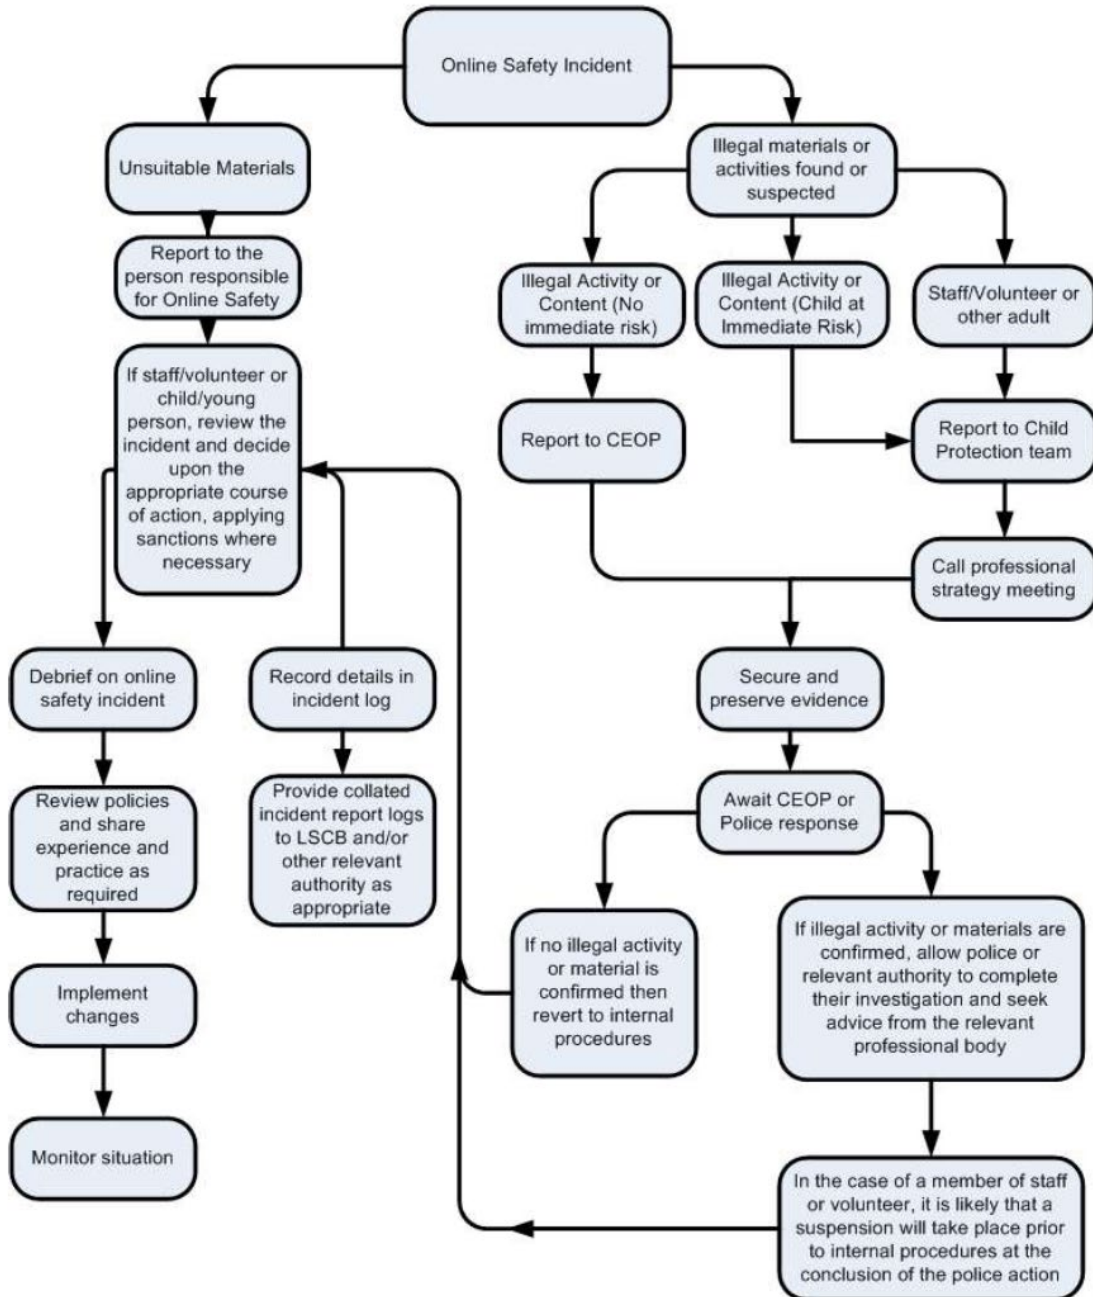 Online Safety Incident
Unsuitable Materials
Report to the
person responsible
for Online Safety
If staff/volunteer or
child/young
person, review the
incident and decide
upon the
appropriate course
of action, applying
sanctions where
necessary
Debrief on online
safety incident
Review policies
and share
experience and
practice as
required
Implement
changes
Monitor situation
Record details in
incident log
Provide collated
incident report logs
to LSCB and/or
other relevant
authority as
appropriate
Illegal materials or
activities found or
suspected
Illegal Activity or
Content (No
immediate risk)
Illegal Activity or
Content (Child at
Immediate Risk)
Staff/Volunteer or
other adult
Report to CEOP
Report to Child
Protection team
Call professional
strategy meeting
Secure and
preserve evidence
Await CEOP or
Police response
If no illegal activity
or material is
confirmed then
revert to internal
procedures
If illegal activity or materials are
confirmed, allow police or
relevant authority to complete
their investigation and seek
advice from the relevant
professional body
In the case of a member of staff
or volunteer, it is likely that a
suspension will take place prior
to internal procedures at the
conclusion of the police action